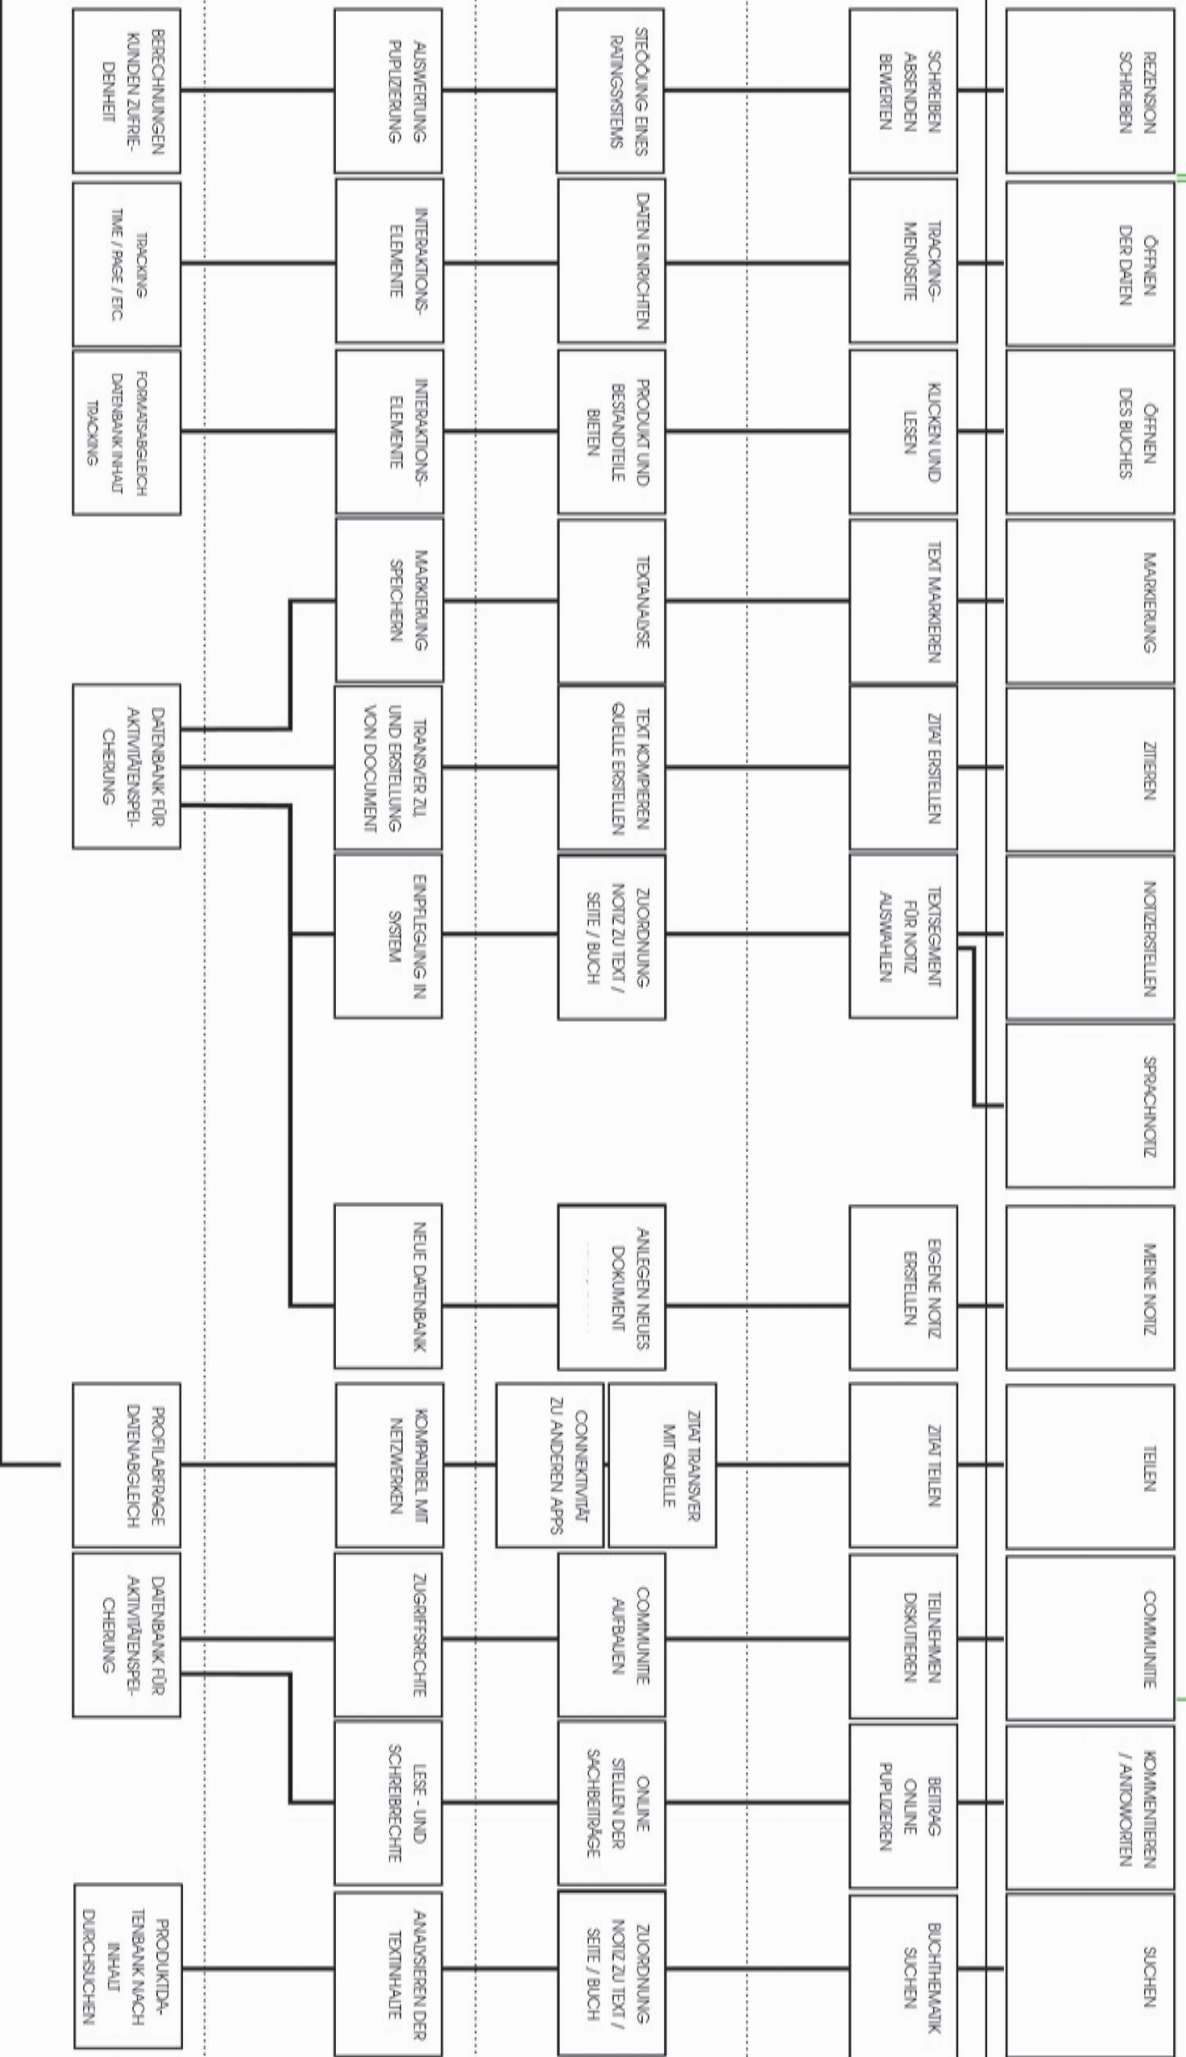 REZENSION
SCHREIBEN
ÖFFNEN
DER DATEN
ÖFFNEN
DES BUCHES
MARKIERUNG
ZITIEREN
NOTIZERSTELLEN
SPRACHNOTIZ
MEINE NOTIZ
TEILEN
COMMUNITIE
KOMMENTIEREN
/ ANTOWORTEN
SUCHEN
SCHREIBEN
ABSENDEN
BEWERTEN
TRACKING-
MENÜSEITE
KLICKEN UND
LESEN
TEXT MARKIEREN
ZITAT ERSTELLEN
TEXTSEGMENT
FÜR NOTIZ
AUSWAHLEN
EIGENE NOTIZ
ERSTELLEN
ZITAT TEILEN
TEILNEHMEN
DISKUTIEREN
BEITRAG
ONLINE
PUPLIZIEREN
BUCHTHEMATIK
SUCHEN
STEÖÖUNG EINES
RATINGSYSTEMS
DATEN EINRICHTEN
PRODUKT UND
BESTANDTEILE
BIETEN
TEXTANALYSE
TEXT KOMPIEREN
QUELLE ERSTELLEN
ZUORDNUNG
NOTIZ ZU TEXT /
SEITE / BUCH
ANLEGEN NEUES
DOKUMENT
ZITAT TRANSVER
MIT QUELLE
CONNEKTIVITÄT
ZU ANDEREN APPS
COMMUNITIE
AUFBAUEN
ONLINE
STELLEN DER
SACHBEITRÄGE
ZUORDNUNG
NOTIZ ZU TEXT /
SEITE / BUCH
AUSWERTUNG
PUPLIZIERUNG
INTERAKTIONS-
ELEMENTE
INTERAKTIONS-
ELEMENTE
MARKIERUNG
SPEICHERN
TRANSVER ZU,
UND ERSTELLUNG
VON DOCUMENT
EINPFLEGUNG IN
SYSTEM
NEUE DATENBANK
KOMPATIBEL MIT
NETZWERKEN
ZUGRIFFSRECHTE
LESE - UND
SCHREIBRECHTE
ANALYSIEREN DER
TEXTINHALTE
BERECHNUNGEN
KUNDEN ZUFRIE-
DENHEIT
TRACKING
TIME / PAGE / ETC.
FORMATSABGLEICH
DATENBANK INHALT
TRACKING
DATENBANK FÜR
AKTIVITÄTENSPEI-
CHERUNG
PROFILABFRAGE
DATENABGLEICH
DATENBANK FÜR
AKTIVITÄTENSPEI-
CHERUNG
PRODUKTDA-
TENBANK NACH
INHALT
DURCHSUCHEN